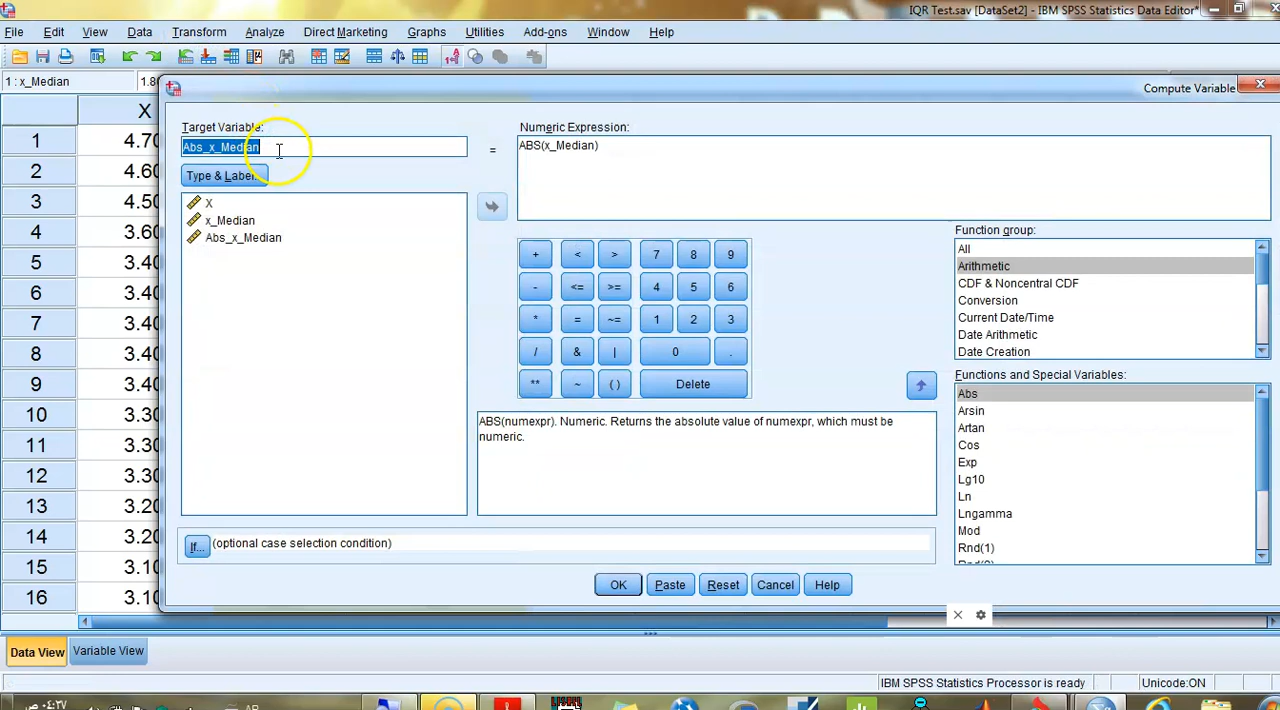 IQR Test.sav [DataSet2] - IBM SPSS Statistics Data Editor*
File Edit View Data Transform Analyze Direct Marketing Graphs Utilities Add-ons Window Help
1 : x_Median 1.80
Compute Variable
X
Target Variable:
Numeric Expression:
Abs_x_Median
=
ABS(x_Median)
Type & Label...
X
x_Median
Abs_x_Median
1 4.70
2 4.60
3 4.50
4 3.60
5 3.40
6 3.40
7 3.40
8 3.40
9 3.40
10 3.30
11 3.30
12 3.30
13 3.20
14 3.20
15 3.10
16 3.10
+ < > 7 8 9
- <= >= 4 5 6
* = ~= 1 2 3
/ & | 0 .
** ~ ( ) Delete
Function group:
All
Arithmetic
CDF & Noncentral CDF
Conversion
Current Date/Time
Date Arithmetic
Date Creation
Functions and Special Variables:
Abs
Arsin
Artan
Cos
Exp
Lg10
Ln
Lngamma
Mod
Rnd(1)
ABS(numexpr). Numeric. Returns the absolute value of numexpr, which must be
numeric.
If... (optional case selection condition)
OK Paste Reset Cancel Help
Data View Variable View
IBM SPSS Statistics Processor is ready Unicode:ON